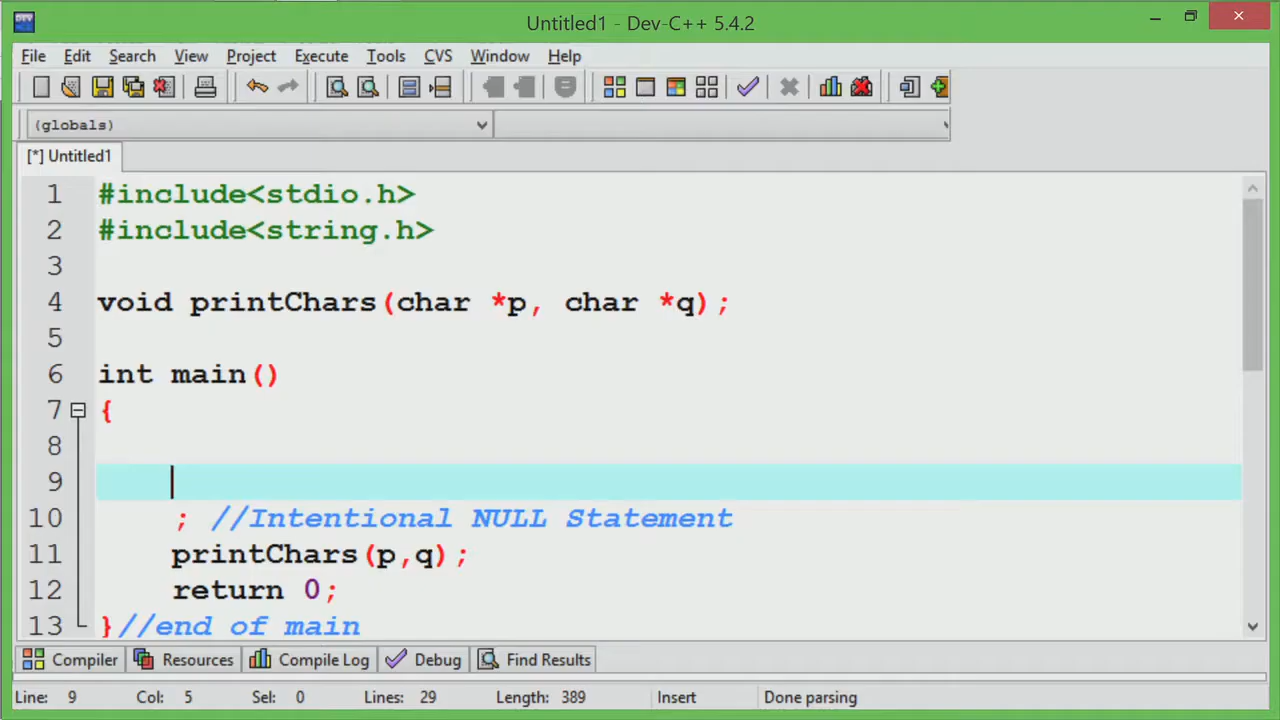 Untitled1 - Dev-C++ 5.4.2
File Edit Search View Project Execute Tools CVS Window Help
(globals)
[*] Untitled1
1 #include<stdio.h>
2 #include<string.h>
3
4 void printChars(char *p, char *q);
5
6 int main()
7 {
8
9
10 ; //Intentional NULL Statement
11 printChars(p,q);
12 return 0;
13 }//end of main
Compiler Resources Compile Log Debug Find Results
Line: 9 Col: 5 Sel: 0 Lines: 29 Length: 389 Insert Done parsing